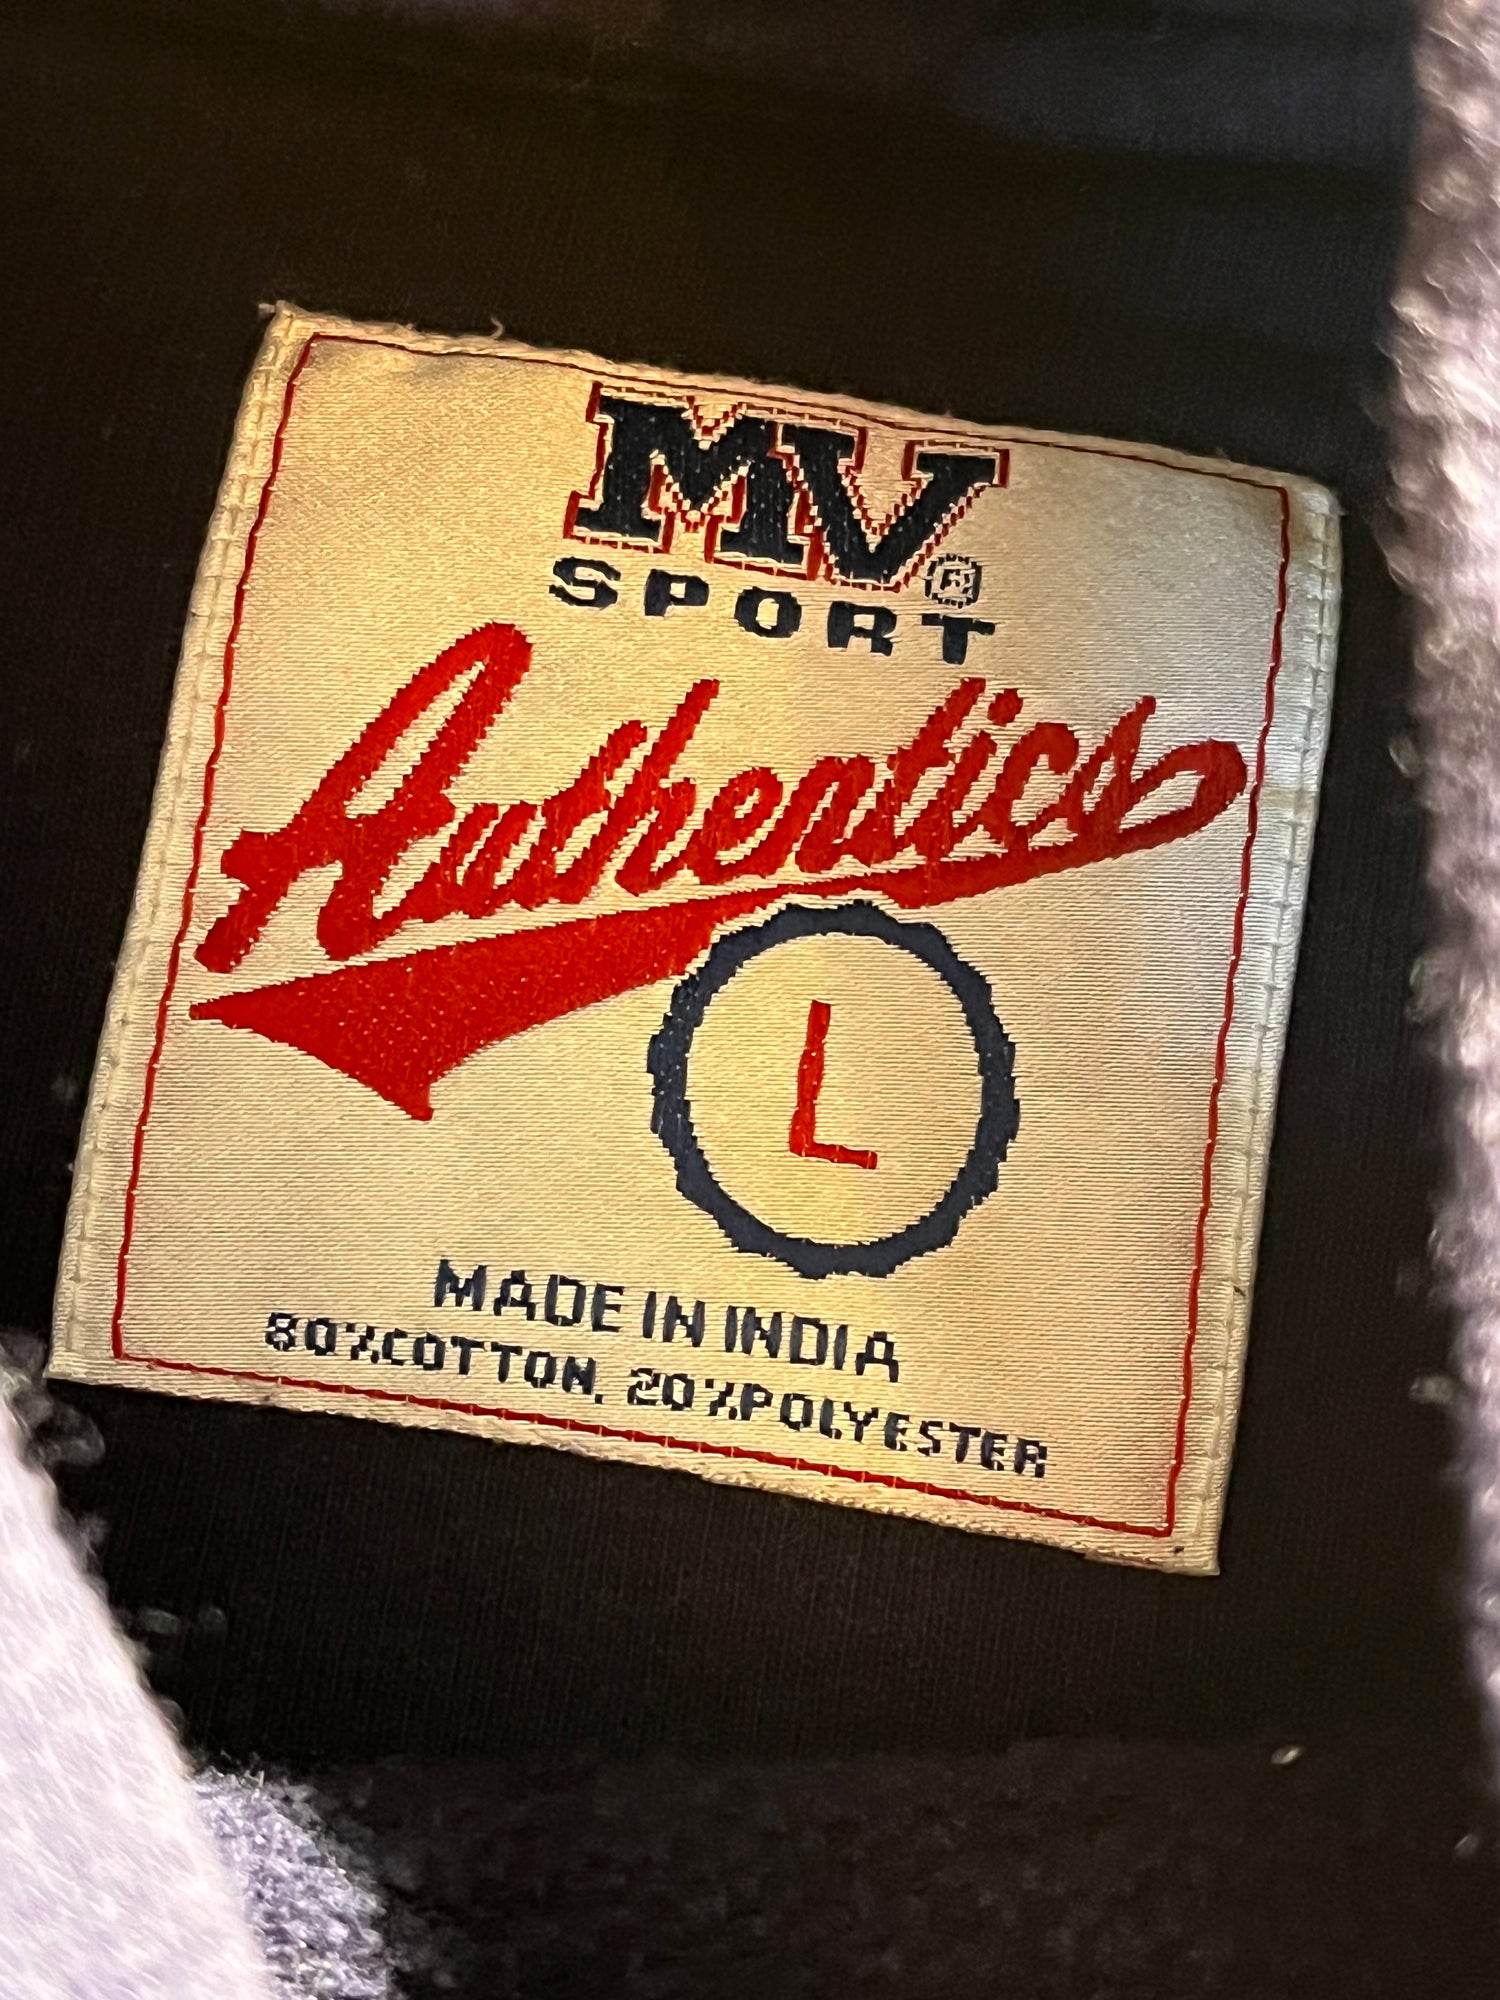 MV®
SPORT
Authentics
L
MADE IN INDIA
80%COTTON, 20%POLYESTER